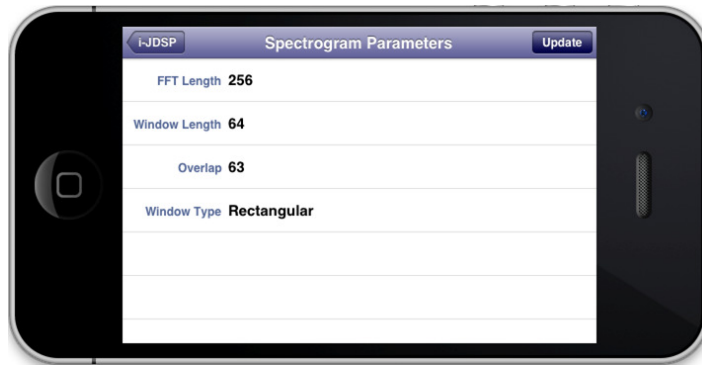 i-JDSP Spectrogram Parameters Update
FFT Length 256
Window Length 64
Overlap 63
Window Type Rectangular